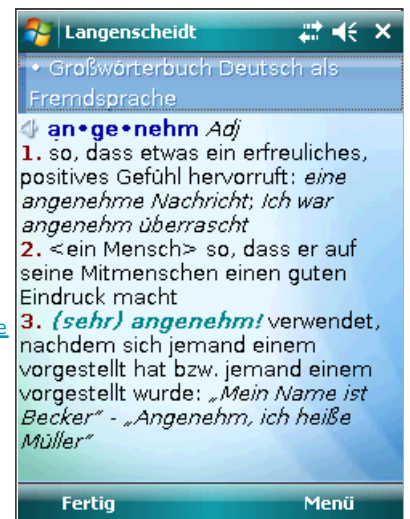 Langenscheidt
• Großwörterbuch Deutsch als
Fremdsprache
an•ge•nehm Adj
1. so, dass etwas ein erfreuliches,
positives Gefühl hervorruft: eine
angenehme Nachricht; Ich war
angenehm überrascht
2. <ein Mensch> so, dass er auf
seine Mitmenschen einen guten
Eindruck macht
3. (sehr) angenehm! verwendet,
nachdem sich jemand einem
vorgestellt hat bzw. jemand einem
vorgestellt wurde: „Mein Name ist
Becker“ - „Angenehm, ich heiße
Müller“
e
Fertig Menü